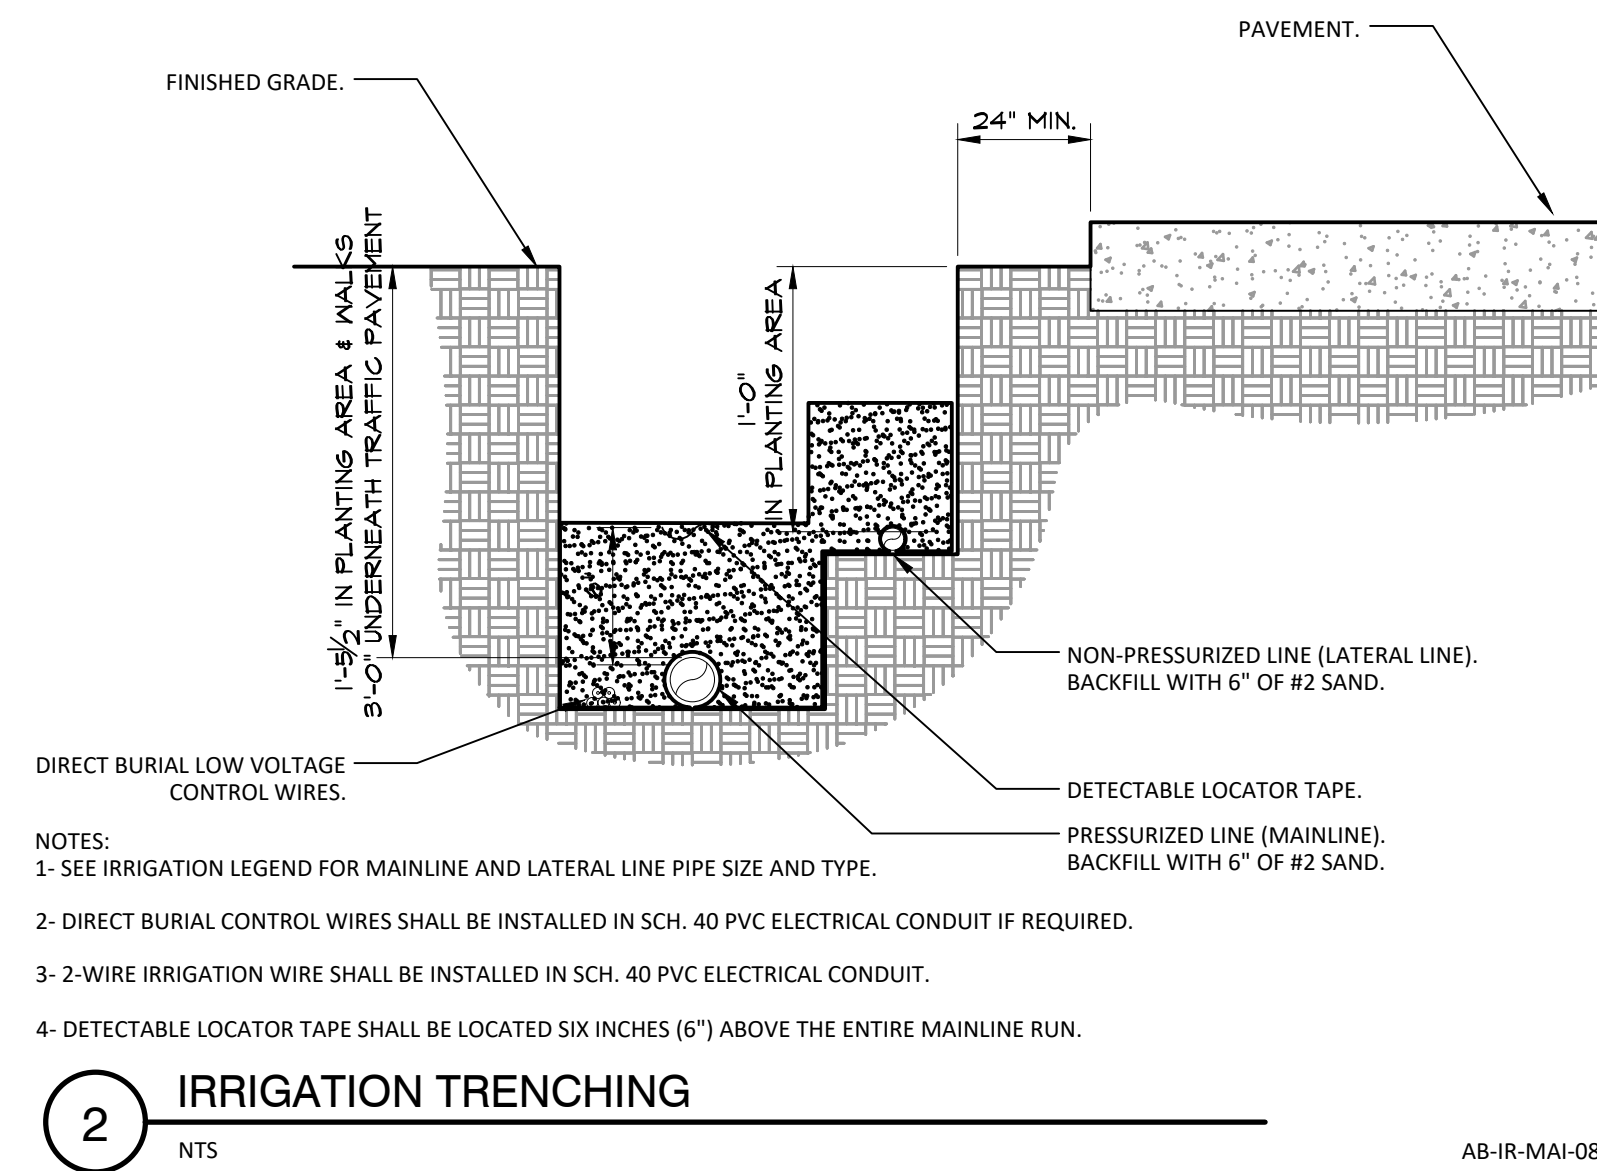 PAVEMENT.
FINISHED GRADE.
24" MIN.
1'-5½" IN PLANTING AREA & WALKS
3'-0" UNDERNEATH TRAFFIC PAVEMENT
1'-0"
IN PLANTING AREA
NON-PRESSURIZED LINE (LATERAL LINE).
BACKFILL WITH 6" OF #2 SAND.
DIRECT BURIAL LOW VOLTAGE
CONTROL WIRES.
DETECTABLE LOCATOR TAPE.
PRESSURIZED LINE (MAINLINE).
BACKFILL WITH 6" OF #2 SAND.
NOTES:
1- SEE IRRIGATION LEGEND FOR MAINLINE AND LATERAL LINE PIPE SIZE AND TYPE.
2- DIRECT BURIAL CONTROL WIRES SHALL BE INSTALLED IN SCH. 40 PVC ELECTRICAL CONDUIT IF REQUIRED.
3- 2-WIRE IRRIGATION WIRE SHALL BE INSTALLED IN SCH. 40 PVC ELECTRICAL CONDUIT.
4- DETECTABLE LOCATOR TAPE SHALL BE LOCATED SIX INCHES (6") ABOVE THE ENTIRE MAINLINE RUN.
2
IRRIGATION TRENCHING
NTS
AB-IR-MAI-08